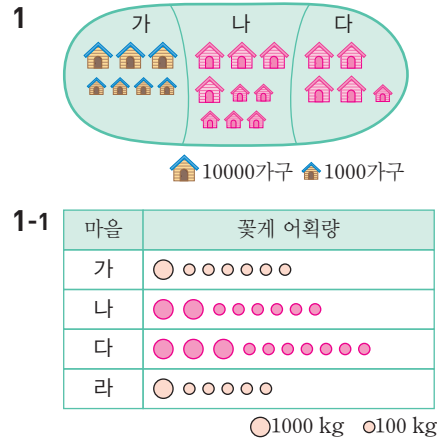 1
가 나 다
10000가구 1000가구
1-1
마을 꽃게 어획량
가
나
다
라
1000 kg 100 kg